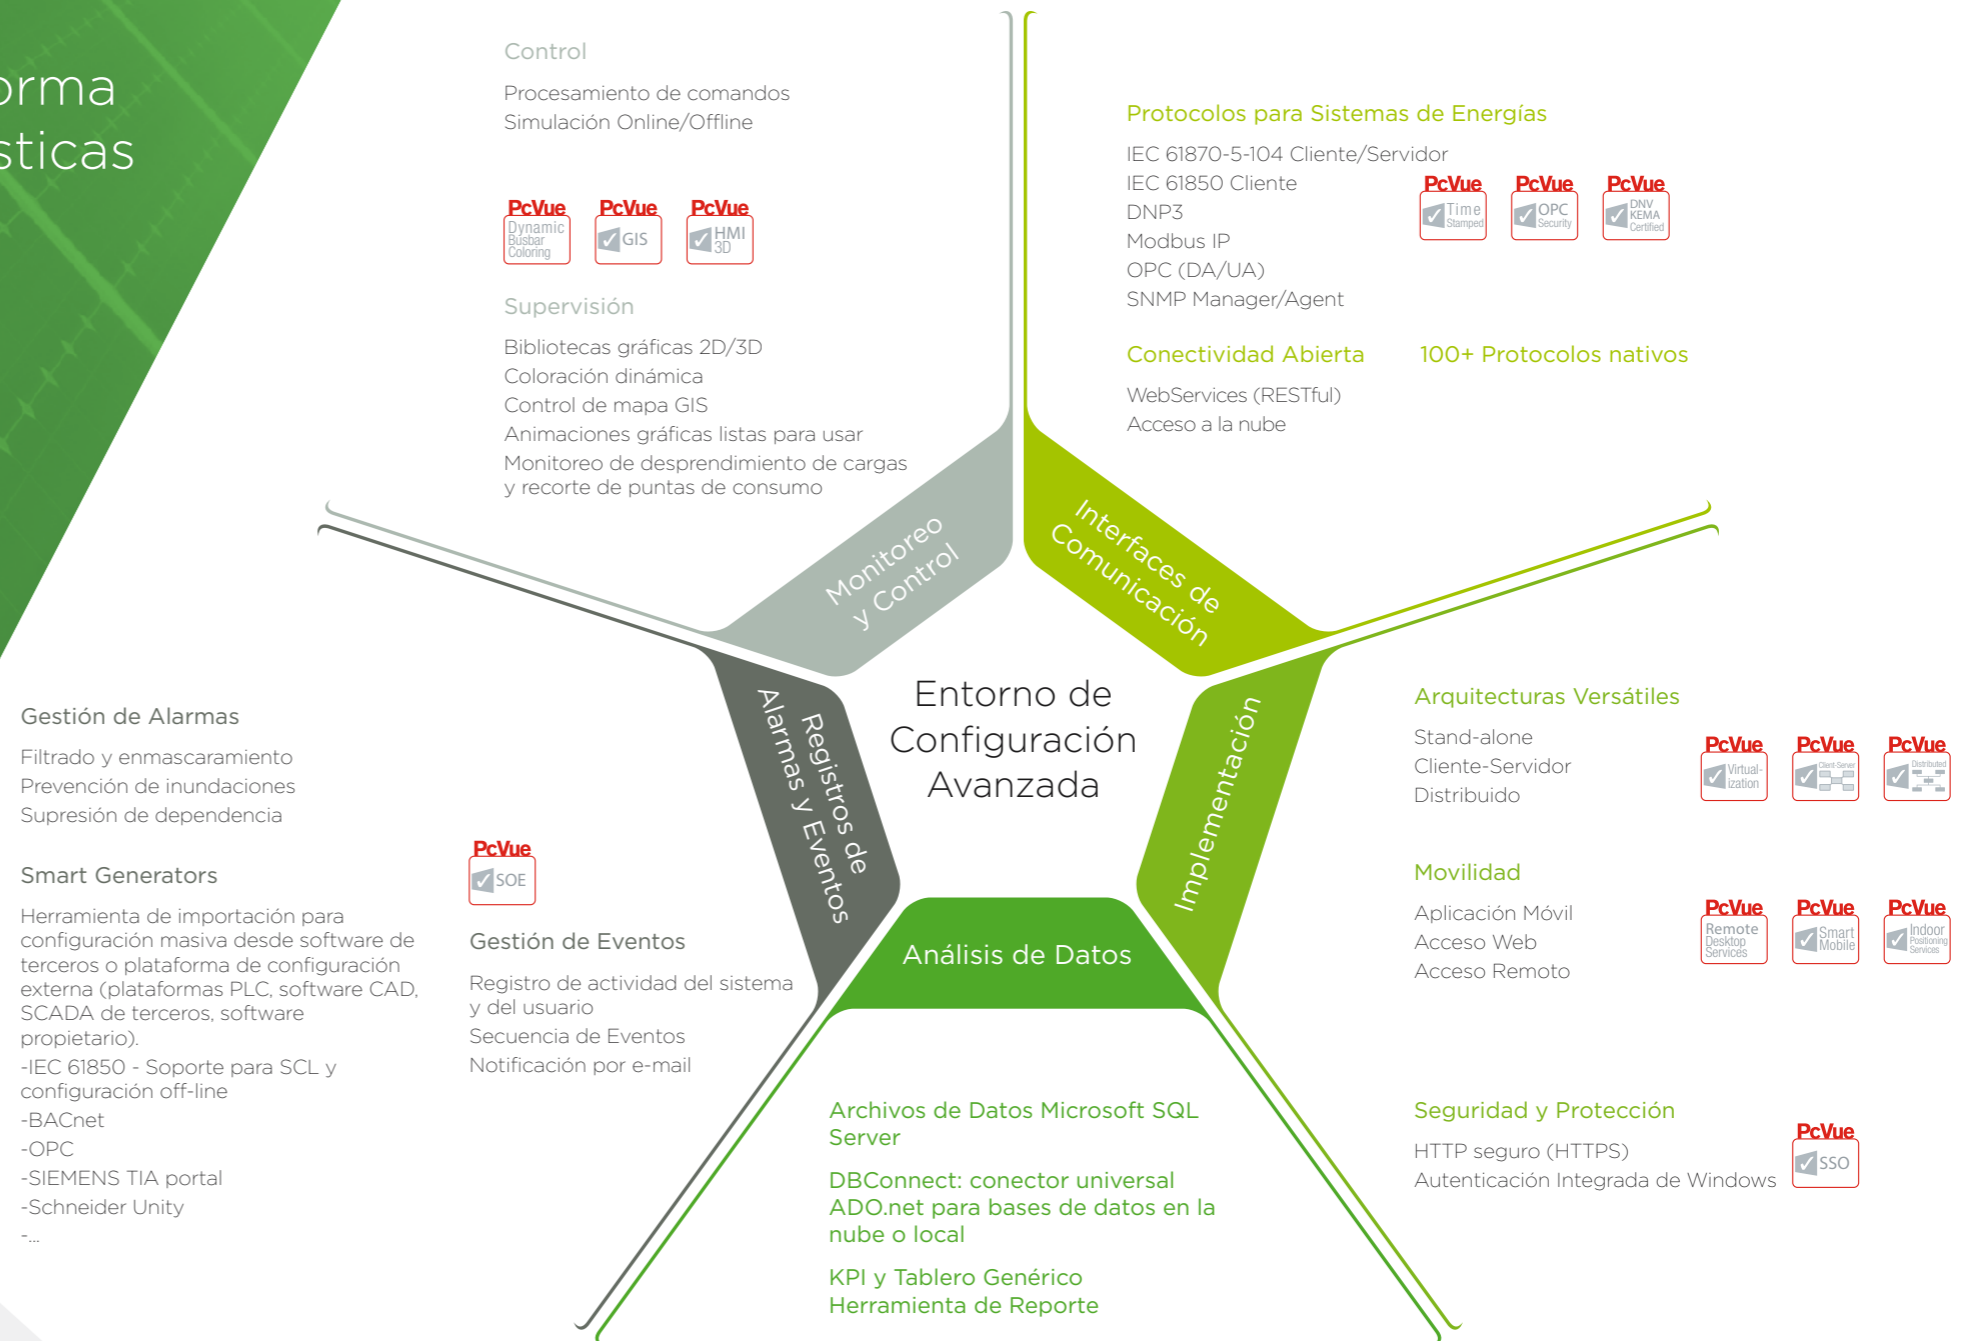 orma
sticas
Control
Procesamiento de comandos
Simulación Online/Offline
PcVue
Dynamic
Busbar
Coloring
PcVue
GIS
PcVue
HMI
3D
Supervisión
Bibliotecas gráficas 2D/3D
Coloración dinámica
Control de mapa GIS
Animaciones gráficas listas para usar
Monitoreo de desprendimiento de cargas
y recorte de puntas de consumo
Protocolos para Sistemas de Energías
IEC 61870-5-104 Cliente/Servidor
IEC 61850 Cliente
DNP3
Modbus IP
OPC (DA/UA)
SNMP Manager/Agent
PcVue
Time
Stamped
PcVue
OPC
Security
PcVue
DNV
KEMA
Certified
Conectividad Abierta
100+ Protocolos nativos
WebServices (RESTful)
Acceso a la nube
Monitoreo
y Control
Interfaces de
Comunicación
Registros de
Alarmas y Eventos
Entorno de
Configuración
Avanzada
Implementación
Análisis de Datos
Gestión de Alarmas
Filtrado y enmascaramiento
Prevención de inundaciones
Supresión de dependencia
Smart Generators
Herramienta de importación para
configuración masiva desde software de
terceros o plataforma de configuración
externa (plataformas PLC, software CAD,
SCADA de terceros, software
propietario).
-IEC 61850 - Soporte para SCL y
configuración off-line
-BACnet
-OPC
-SIEMENS TIA portal
-Schneider Unity
-...
PcVue
SOE
Gestión de Eventos
Registro de actividad del sistema
y del usuario
Secuencia de Eventos
Notificación por e-mail
Archivos de Datos Microsoft SQL
Server
DBConnect: conector universal
ADO.net para bases de datos en la
nube o local
KPI y Tablero Genérico
Herramienta de Reporte
Arquitecturas Versátiles
Stand-alone
Cliente-Servidor
Distribuido
PcVue
Virtual-
ization
PcVue
Client-Server
PcVue
Distributed
Movilidad
Aplicación Móvil
Acceso Web
Acceso Remoto
PcVue
Remote
Desktop
Services
PcVue
Smart
Mobile
PcVue
Indoor
Positioning
Services
Seguridad y Protección
HTTP seguro (HTTPS)
Autenticación Integrada de Windows
PcVue
SSO